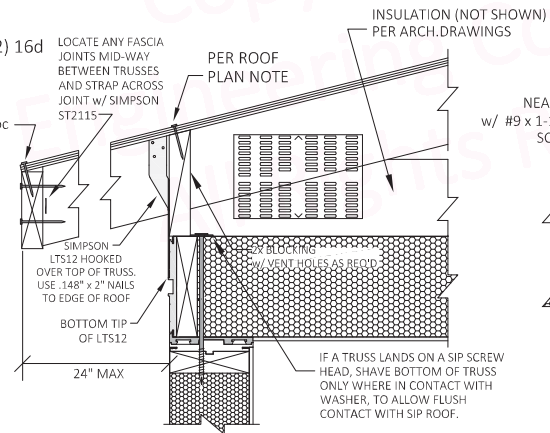 INSULATION (NOT SHOWN)
PER ARCH.DRAWINGS
2) 16d
LOCATE ANY FASCIA
JOINTS MID-WAY
BETWEEN TRUSSES
AND STRAP ACROSS
JOINT w/ SIMPSON
ST2115
PER ROOF
PLAN NOTE
OC
NEA
w/ #9 x 1-
SC
SIMPSON
LTS12 HOOKED
OVER TOP OF TRUSS.
USE .148" x 2" NAILS
TO EDGE OF ROOF
2x BLOCKING
w/ VENT HOLES AS REQ'D
BOTTOM TIP
OF LTS12
24" MAX
IF A TRUSS LANDS ON A SIP SCREW
HEAD, SHAVE BOTTOM OF TRUSS
ONLY WHERE IN CONTACT WITH
WASHER, TO ALLOW FLUSH
CONTACT WITH SIP ROOF.